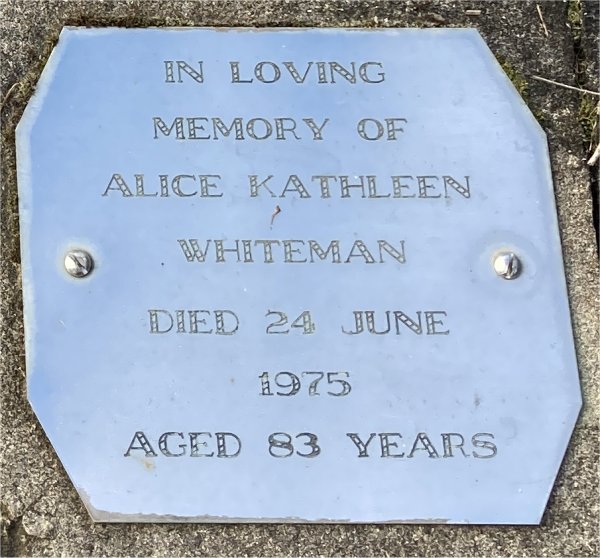 IN LOVING
MEMORY OF
ALICE KATHLEEN
WHITEMAN
DIED 24 JUNE
1975
AGED 83 YEARS